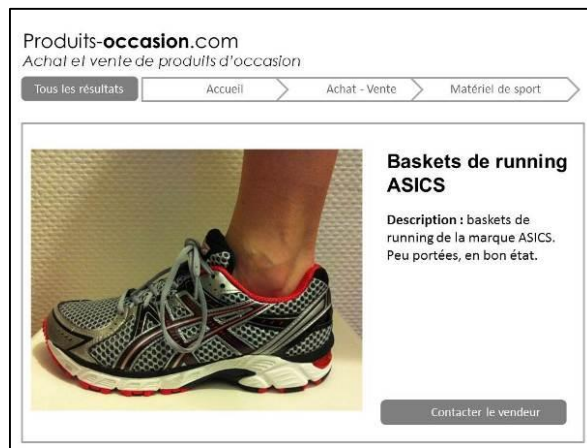 Produits-occasion.com
Achat et vente de produits d'occasion
Tous les résultats
Accueil
Achat - Vente
Matériel de sport
Baskets de running
ASICS
Description : baskets de
running de la marque ASICS.
Peu portées, en bon état.
Contacter le vendeur